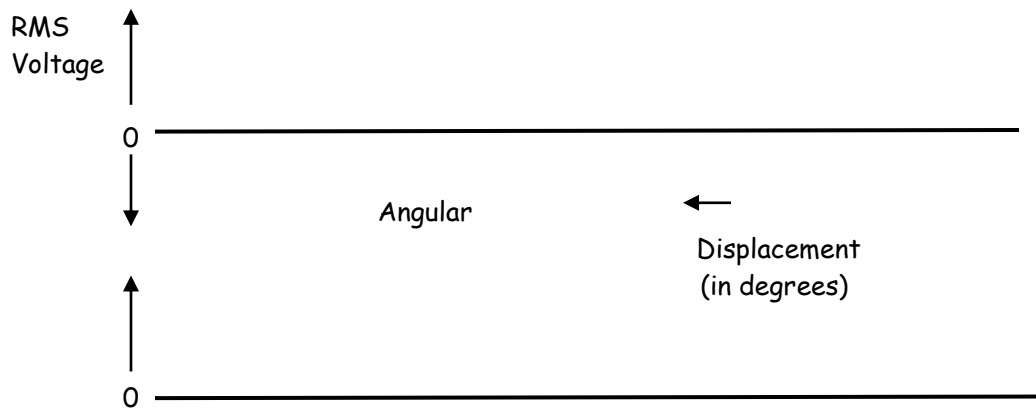 RMS
Voltage
0
Angular
Displacement
(in degrees)
0